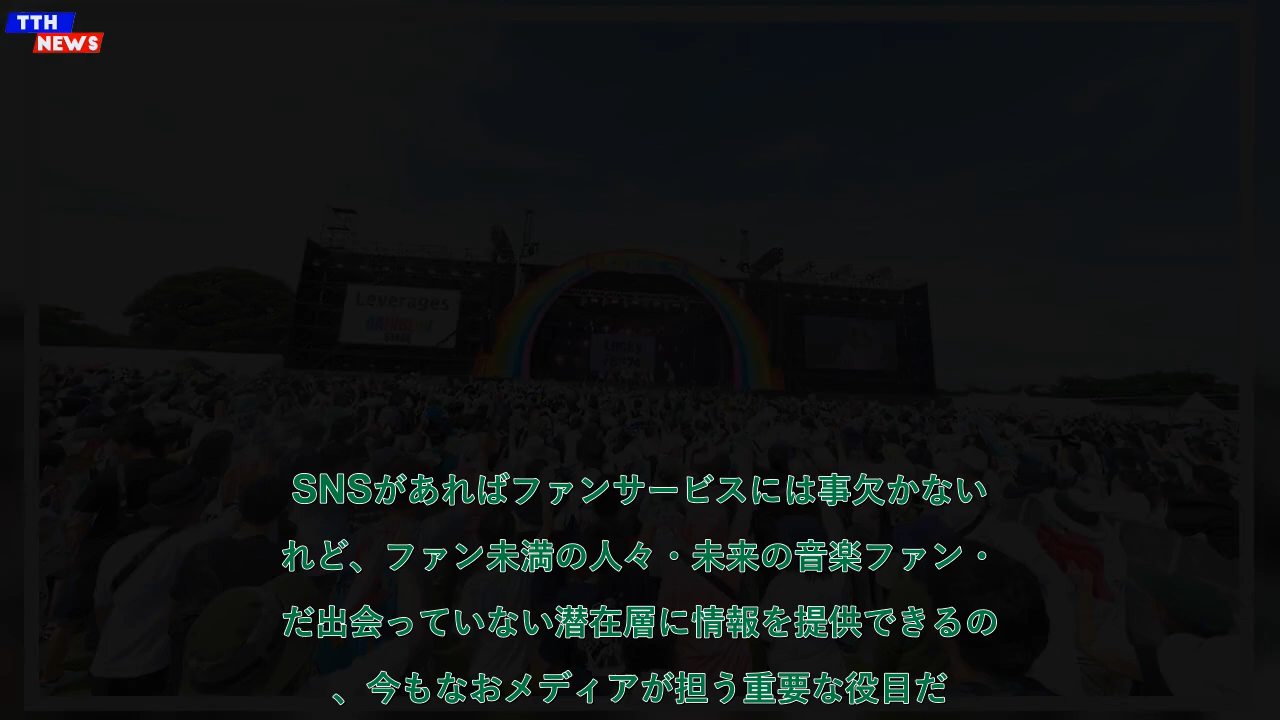 TTH
NEWS
Leverages
SNSがあればファンサービスには事欠かない
れど、ファン未満の人々・未来の音楽ファン・
だ出会っていない潜在層に情報を提供できるの
、今もなおメディアが担う重要な役目だ